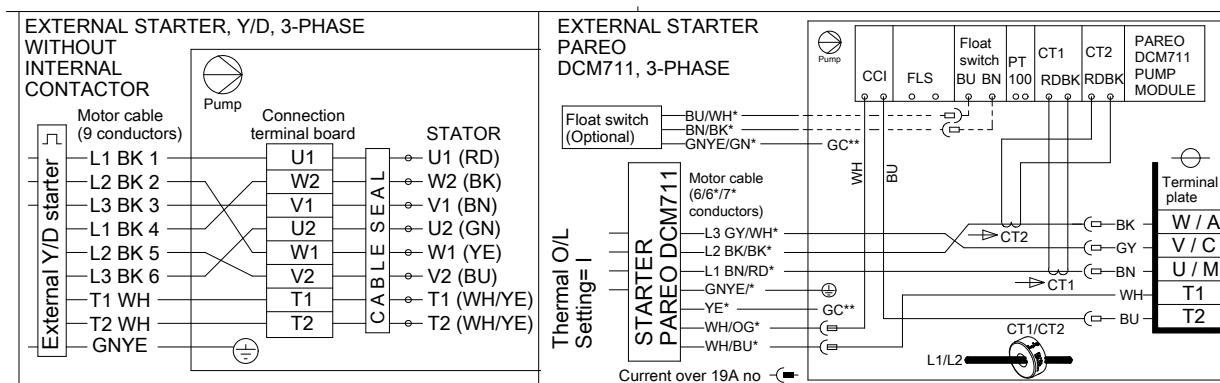 EXTERNAL STARTER, Y/D, 3-PHASE
WITHOUT
INTERNAL
CONTACTOR
Pump
Motor cable
(9 conductors)
Connection
terminal board
STATOR
External Y/D starter
L1 BK 1
L2 BK 2
L3 BK 3
L1 BK 4
L2 BK 5
L3 BK 6
T1 WH
T2 WH
GNYE
U1
W2
V1
U2
W1
V2
T1
T2
CABLE SEAL
U1 (RD)
W2 (BK)
V1 (BN)
U2 (GN)
W1 (YE)
V2 (BU)
T1 (WH/YE)
T2 (WH/YE)
EXTERNAL STARTER
PAREO
DCM711, 3-PHASE
Pump
CCI
FLS
Float
switch
BU BN
PT
100
CT1
RDBK
CT2
RDBK
PAREO
DCM711
PUMP
MODULE
Float switch
(Optional)
BU/WH*
BN/BK*
GNYE/GN*
GC**
WH
BU
Thermal O/L
Setting= I
STARTER
PAREO DCM711
Motor cable
(6/6*/7*
conductors)
L3 GY/WH*
L2 BK/BK*
L1 BN/RD*
GNYE/*
YE*
GC**
WH/OG*
WH/BU*
CT2
CT1
BK
GY
BN
WH
BU
Terminal
plate
W / A
V / C
U / M
T1
T2
CT1/CT2
L1/L2
Current over 19A no